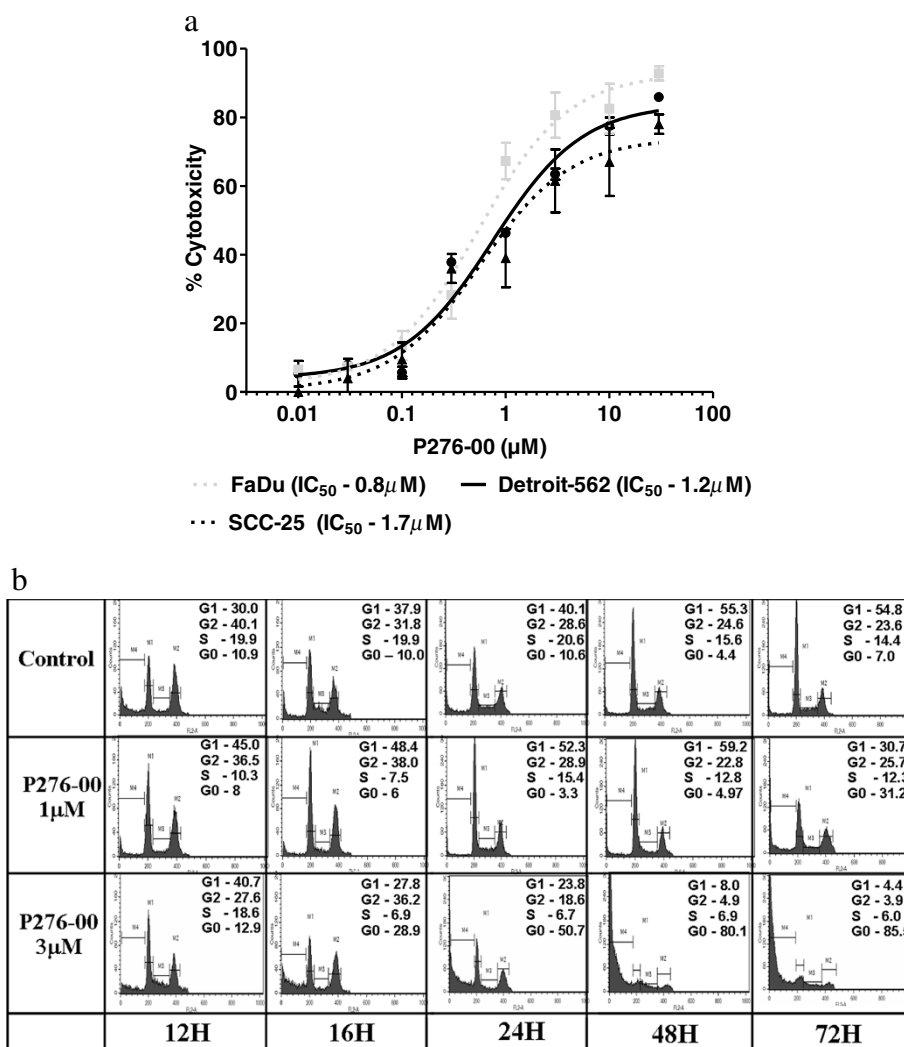 a
100
80
60
40
20
0
% Cytotoxicity
0.01 0.1 1 10 100
P276-00 (µM)
FaDu (IC50 - 0.8µM) Detroit-562 (IC50 - 1.2µM)
SCC-25 (IC50 - 1.7µM)
b
Control
G1 - 30.0
G2 - 40.1
S - 19.9
G0 - 10.9
G1 - 37.9
G2 - 31.8
S - 19.9
G0 – 10.0
G1 - 40.1
G2 - 28.6
S - 20.6
G0 - 10.6
G1 - 55.3
G2 - 24.6
S - 15.6
G0 - 4.4
G1 - 54.8
G2 - 23.6
S - 14.4
G0 - 7.0
P276-00
1µM
G1 - 45.0
G2 - 36.5
S - 10.3
G0 - 8
G1 - 48.4
G2 - 38.0
S - 7.5
G0 - 6
G1 - 52.3
G2 - 28.9
S - 15.4
G0 - 3.3
G1 - 59.2
G2 - 22.8
S - 12.8
G0 - 4.97
G1 - 30.7
G2 - 25.7
S - 12.3
G0 - 31.2
P276-00
3µM
G1 - 40.7
G2 - 27.6
S - 18.6
G0 - 12.9
G1 - 27.8
G2 - 36.2
S - 6.9
G0 - 28.9
G1 - 23.8
G2 - 18.6
S - 6.7
G0 - 50.7
G1 - 8.0
G2 - 4.9
S - 6.9
G0 - 80.1
G1 - 4.4
G2 - 3.9
S - 6.0
G0 - 85.5
12H 16H 24H 48H 72H